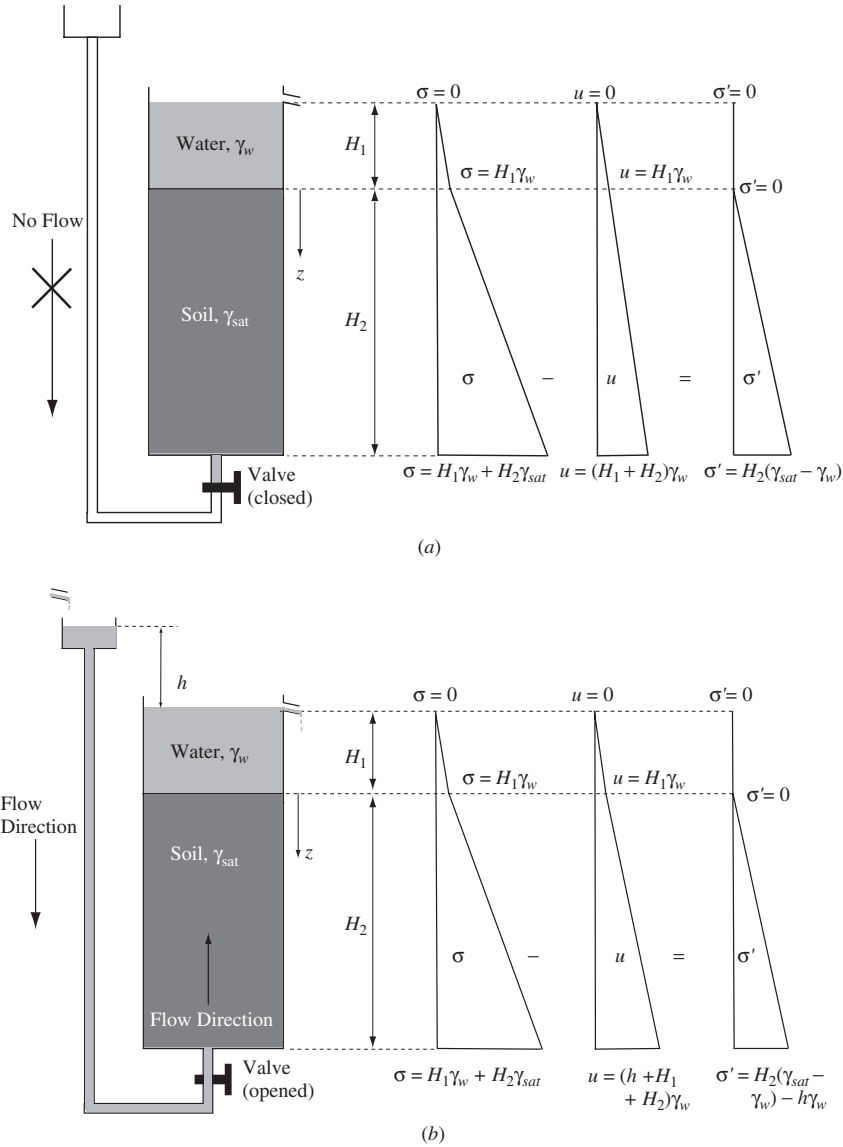 σ = 0
u = 0
σ′= 0
Water, γw
H1
σ = H1γw
u = H1γw
σ′= 0
No Flow
z
Soil, γsat
H2
σ
–
u
=
σ′
Valve
(closed)
σ = H1γw + H2γsat
u = (H1 + H2)γw
σ′ = H2(γsat – γw)
(a)
h
σ = 0
u = 0
σ′= 0
Water, γw
H1
σ = H1γw
u = H1γw
σ′= 0
Flow
Direction
Soil, γsat
z
H2
σ
–
u
=
σ′
Flow Direction
Valve
(opened)
σ = H1γw + H2γsat
u = (h +H1
+ H2)γw
σ′ = H2(γsat –
γw) – hγw
(b)